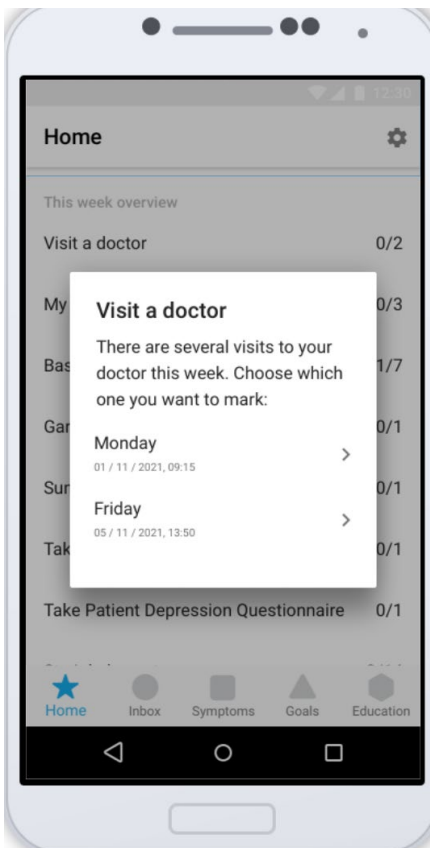 12:30
Home
This week overview
Visit a doctor 0/2
My 0/3
Bas 1/7
Gar 0/1
Sur 0/1
Tak 0/1
Visit a doctor
There are several visits to your
doctor this week. Choose which
one you want to mark:
Monday
01 / 11 / 2021, 09:15
Friday
05 / 11 / 2021, 13:50
Take Patient Depression Questionnaire 0/1
Home Inbox Symptoms Goals Education